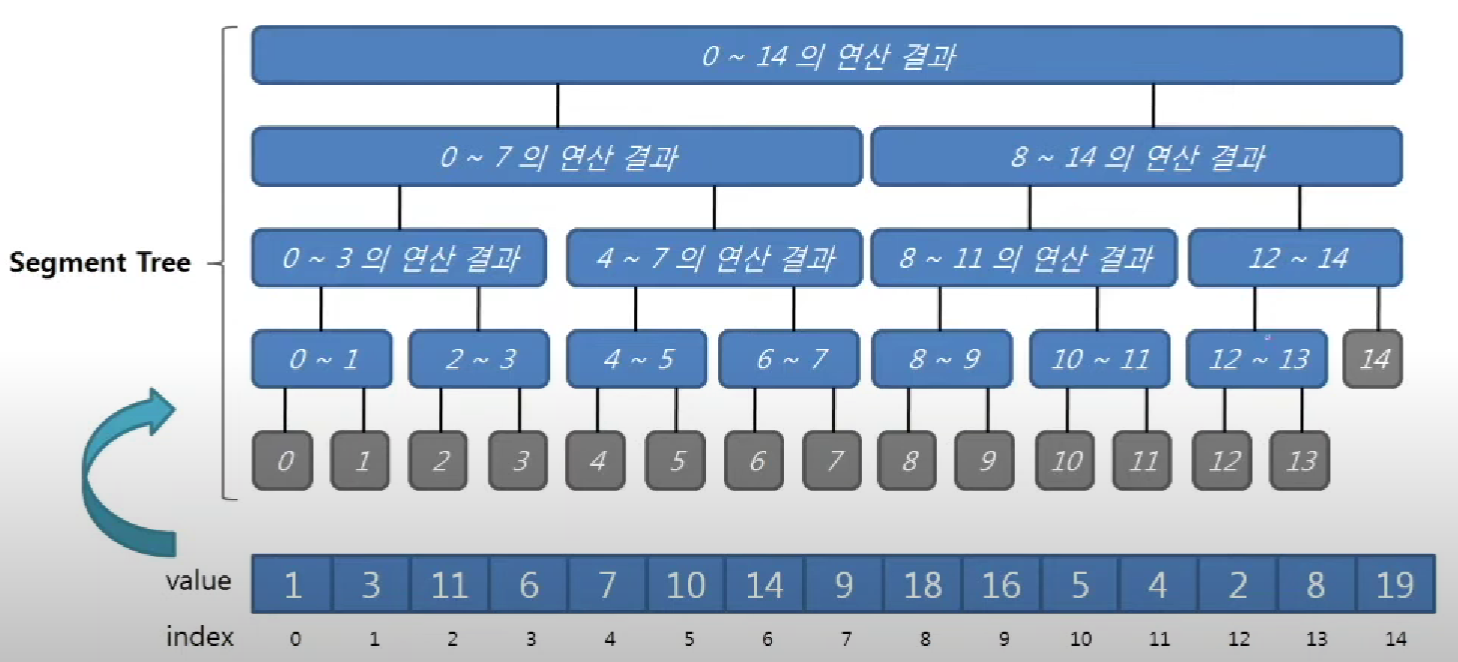 0 ~ 14 의 연산 결과
0 ~ 7 의 연산 결과 8 ~ 14 의 연산 결과
Segment Tree
0 ~ 3 의 연산 결과 4 ~ 7 의 연산 결과 8 ~ 11 의 연산 결과 12 ~ 14
0 ~ 1 2 ~ 3 4 ~ 5 6 ~ 7 8 ~ 9 10 ~ 11 12 ~ 13 14
0 1 2 3 4 5 6 7 8 9 10 11 12 13
value 1 3 11 6 7 10 14 9 18 16 5 4 2 8 19
index 0 1 2 3 4 5 6 7 8 9 10 11 12 13 14